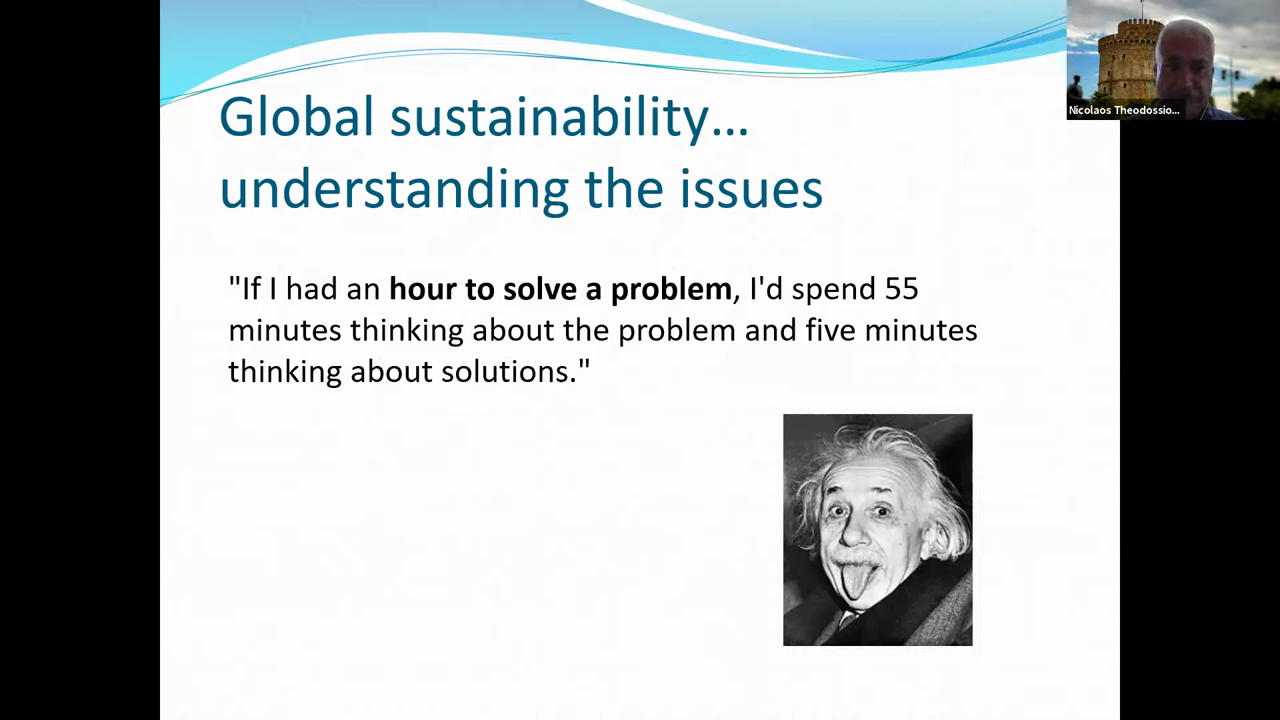 Global sustainability…
understanding the issues
"If I had an hour to solve a problem, I'd spend 55
minutes thinking about the problem and five minutes
thinking about solutions."
Nicolaos Theodossio...